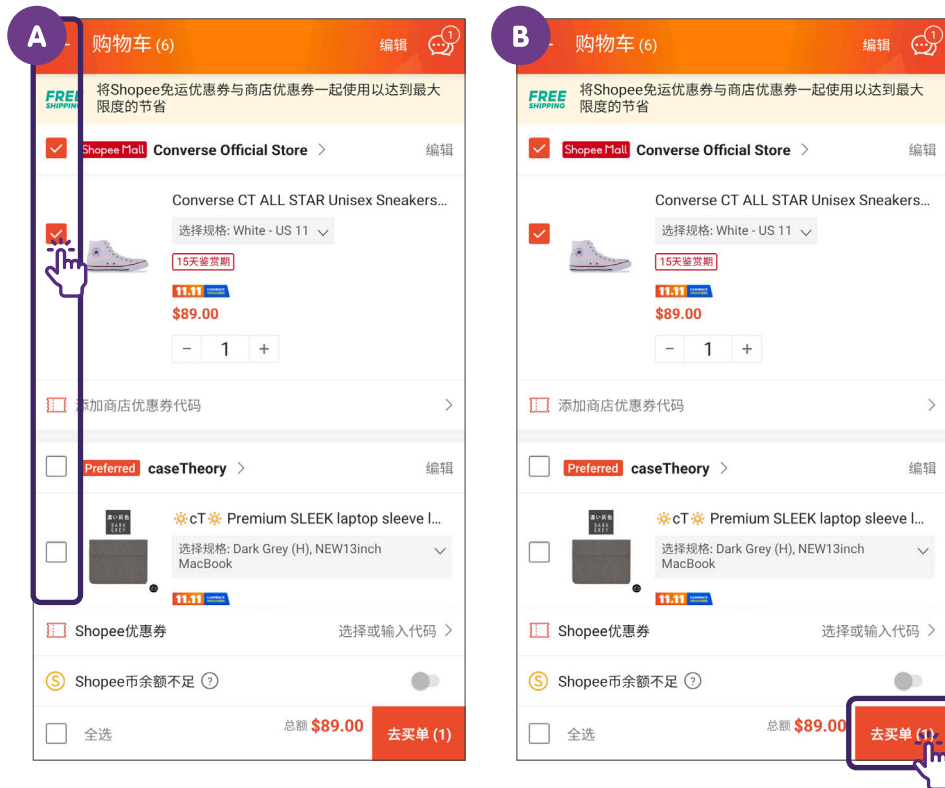 A
购物车 (6)
编辑
1
FREE
SHIPPING
将Shopee免运优惠券与商店优惠券一起使用以达到最大
限度的节省
Shopee Mall Converse Official Store >
编辑
Converse CT ALL STAR Unisex Sneakers...
选择规格: White - US 11
15天鉴赏期
11.11 CASHBACK VOUCHERS
$89.00
- 1 +
添加商店优惠券代码 >
Preferred caseTheory >
编辑
濃い灰色
DARK
GREY
cT Premium SLEEK laptop sleeve l...
选择规格: Dark Grey (H), NEW13inch
MacBook
11.11
Shopee优惠券
选择或输入代码 >
S Shopee币余额不足 ?
全选
总额 $89.00
去买单 (1)
B
购物车 (6)
编辑
1
FREE
SHIPPING
将Shopee免运优惠券与商店优惠券一起使用以达到最大
限度的节省
Shopee Mall Converse Official Store >
编辑
Converse CT ALL STAR Unisex Sneakers...
选择规格: White - US 11
15天鉴赏期
11.11 CASHBACK VOUCHERS
$89.00
- 1 +
添加商店优惠券代码 >
Preferred caseTheory >
编辑
濃い灰色
DARK
GREY
cT Premium SLEEK laptop sleeve l...
选择规格: Dark Grey (H), NEW13inch
MacBook
11.11
Shopee优惠券
选择或输入代码 >
S Shopee币余额不足 ?
全选
总额 $89.00
去买单 (1)